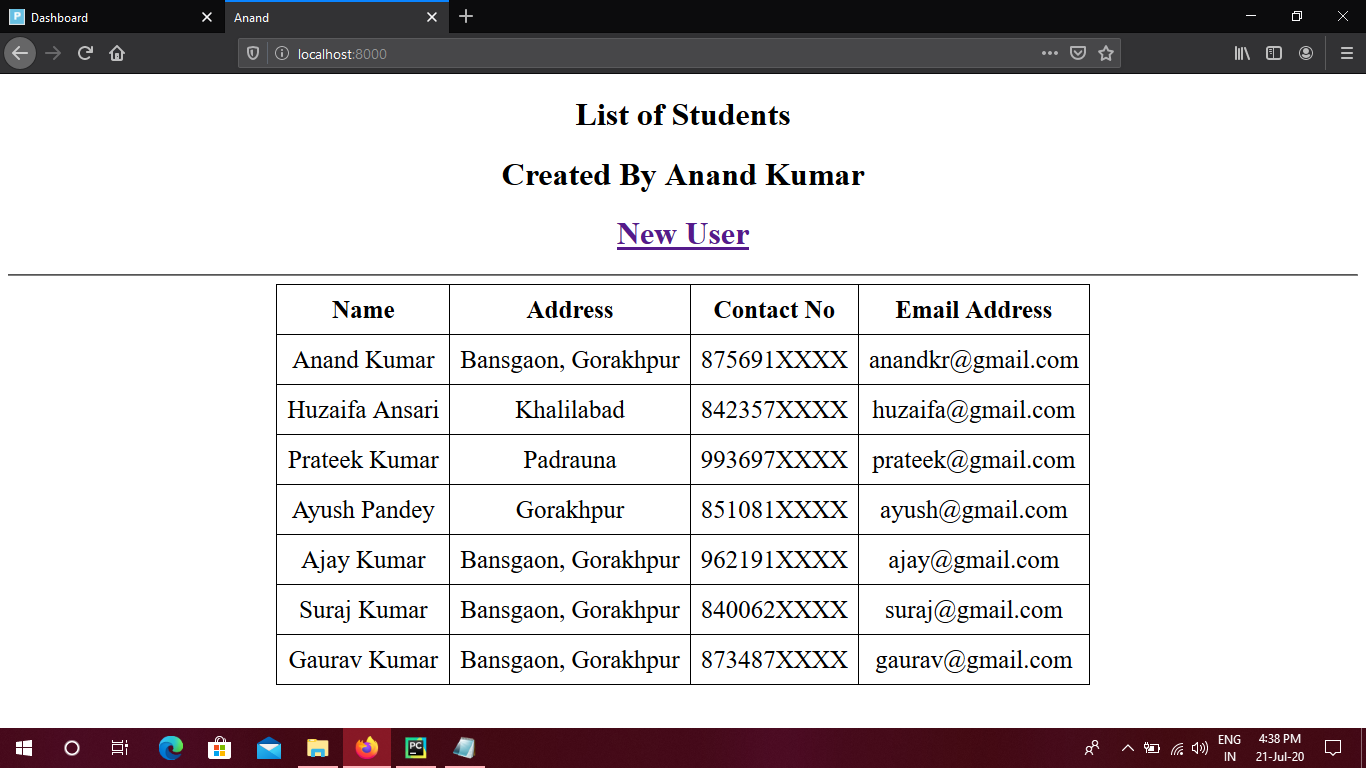 Dashboard Anand
localhost:8000
List of Students
Created By Anand Kumar
New User
Name Address Contact No Email Address
Anand Kumar Bansgaon, Gorakhpur 875691XXXX anandkr@gmail.com
Huzaifa Ansari Khalilabad 842357XXXX huzaifa@gmail.com
Prateek Kumar Padrauna 993697XXXX prateek@gmail.com
Ayush Pandey Gorakhpur 851081XXXX ayush@gmail.com
Ajay Kumar Bansgaon, Gorakhpur 962191XXXX ajay@gmail.com
Suraj Kumar Bansgaon, Gorakhpur 840062XXXX suraj@gmail.com
Gaurav Kumar Bansgaon, Gorakhpur 873487XXXX gaurav@gmail.com
ENG 4:38 PM
IN 21-Jul-20